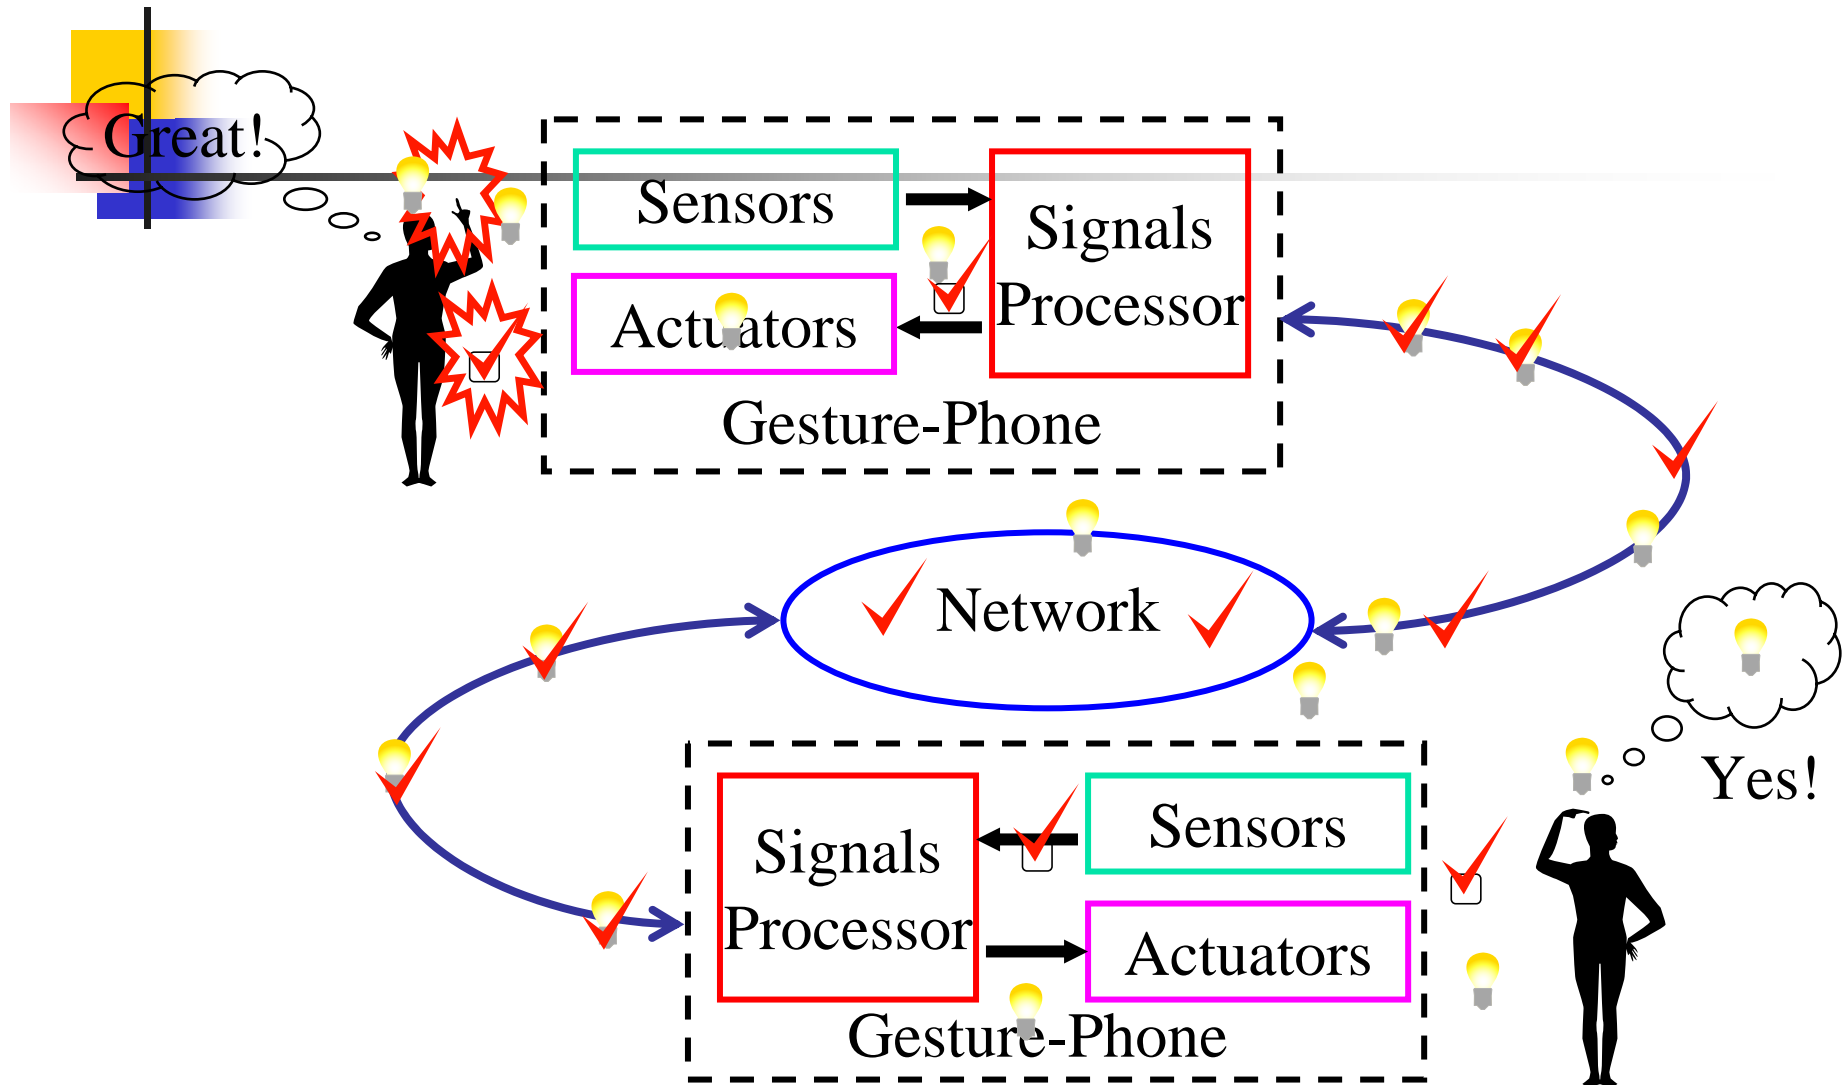 Great!
Sensors
Signals
Processor
Actuators
Gesture-Phone
Network
Yes!
Signals
Processor
Sensors
Actuators
Gesture-Phone